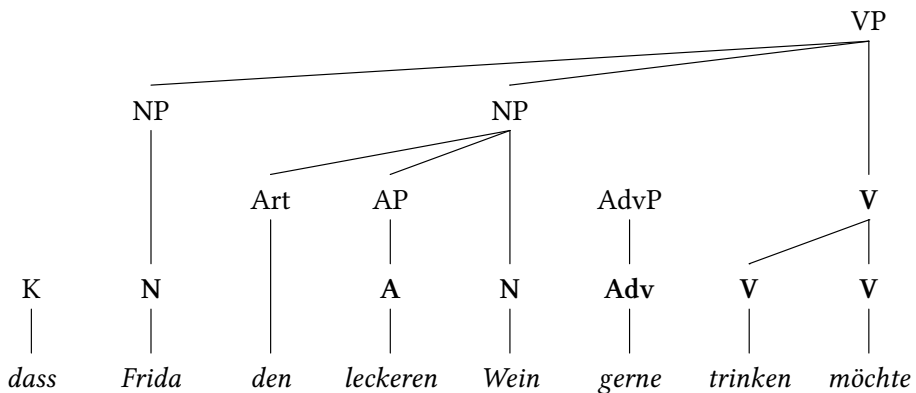 VP
NP NP
Art AP AdvP V
K N A N Adv V V
dass Frida den leckeren Wein gerne trinken möchte